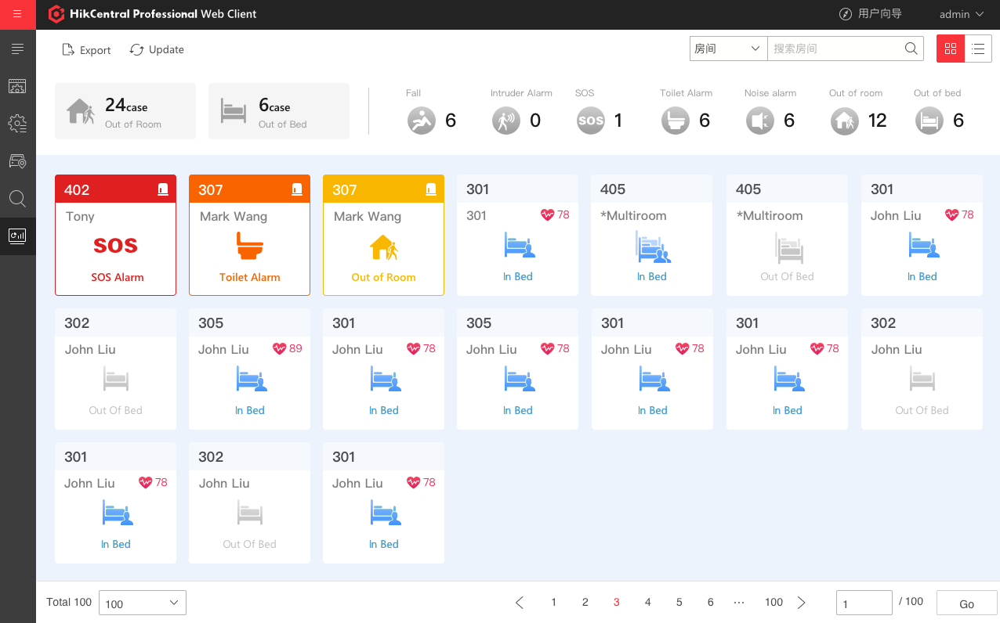 HikCentral Professional Web Client
用户向导
admin
Export
Update
房间
搜索房间
24case
Out of Room
6case
Out of Bed
Fall
6
Intruder Alarm
0
SOS
SOS
1
Toilet Alarm
6
Noise alarm
6
Out of room
12
Out of bed
6
402
Tony
SOS
SOS Alarm
307
Mark Wang
Toilet Alarm
307
Mark Wang
Out of Room
301
301
78
In Bed
405
*Multiroom
In Bed
405
*Multiroom
Out Of Bed
301
John Liu
78
In Bed
302
John Liu
Out Of Bed
305
John Liu
89
In Bed
301
John Liu
78
In Bed
305
John Liu
78
In Bed
301
John Liu
78
In Bed
301
John Liu
78
In Bed
302
John Liu
Out Of Bed
301
John Liu
78
In Bed
302
John Liu
Out Of Bed
301
John Liu
78
In Bed
Total 100
100
1 2 3 4 5 6 ··· 100
1
/ 100
Go